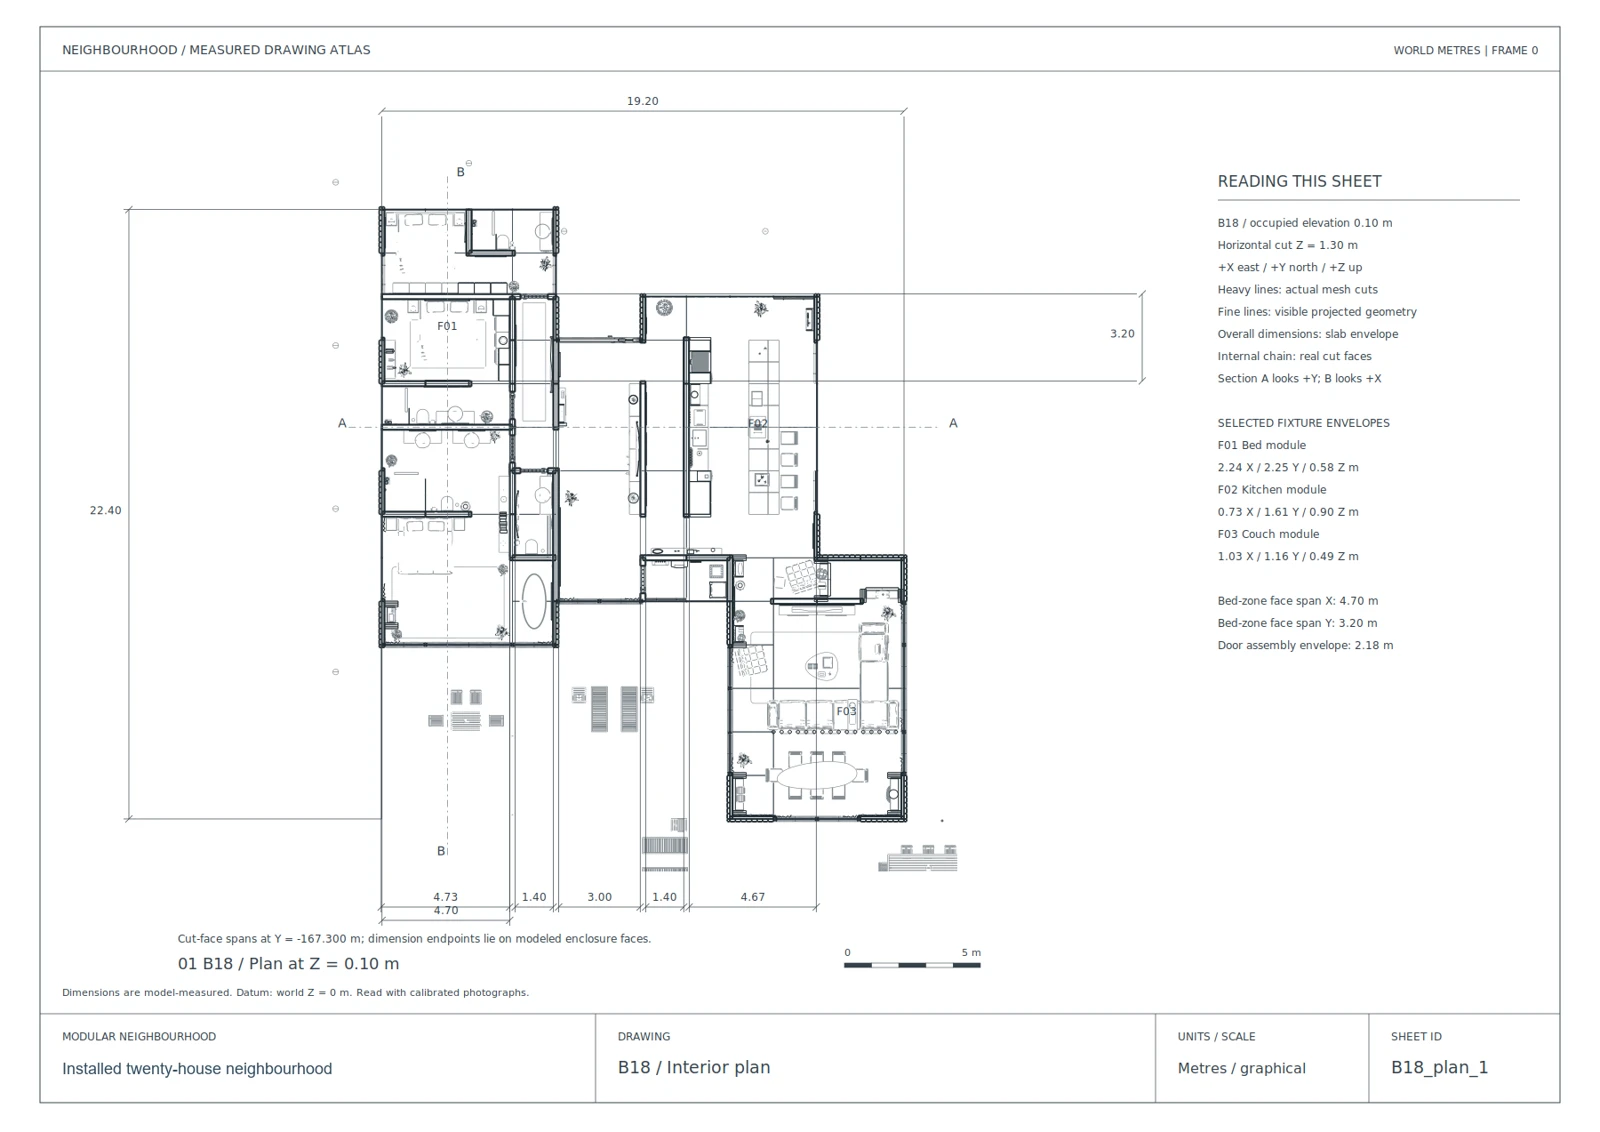 NEIGHBOURHOOD / MEASURED DRAWING ATLAS
WORLD METRES | FRAME 0
19.20
B
READING THIS SHEET
B18 / occupied elevation 0.10 m
Horizontal cut Z = 1.30 m
+X east / +Y north / +Z up
Heavy lines: actual mesh cuts
Fine lines: visible projected geometry
Overall dimensions: slab envelope
Internal chain: real cut faces
Section A looks +Y; B looks +X
SELECTED FIXTURE ENVELOPES
F01 Bed module
2.24 X / 2.25 Y / 0.58 Z m
F02 Kitchen module
0.73 X / 1.61 Y / 0.90 Z m
F03 Couch module
1.03 X / 1.16 Y / 0.49 Z m
Bed-zone face span X: 4.70 m
Bed-zone face span Y: 3.20 m
Door assembly envelope: 2.18 m
F01
3.20
A
F02
A
22.40
F03
B
4.73
1.40
3.00
1.40
4.67
4.70
Cut-face spans at Y = -167.300 m; dimension endpoints lie on modeled enclosure faces.
01 B18 / Plan at Z = 0.10 m
0
5 m
Dimensions are model-measured. Datum: world Z = 0 m. Read with calibrated photographs.
MODULAR NEIGHBOURHOOD
Installed twenty-house neighbourhood
DRAWING
B18 / Interior plan
UNITS / SCALE
Metres / graphical
SHEET ID
B18_plan_1